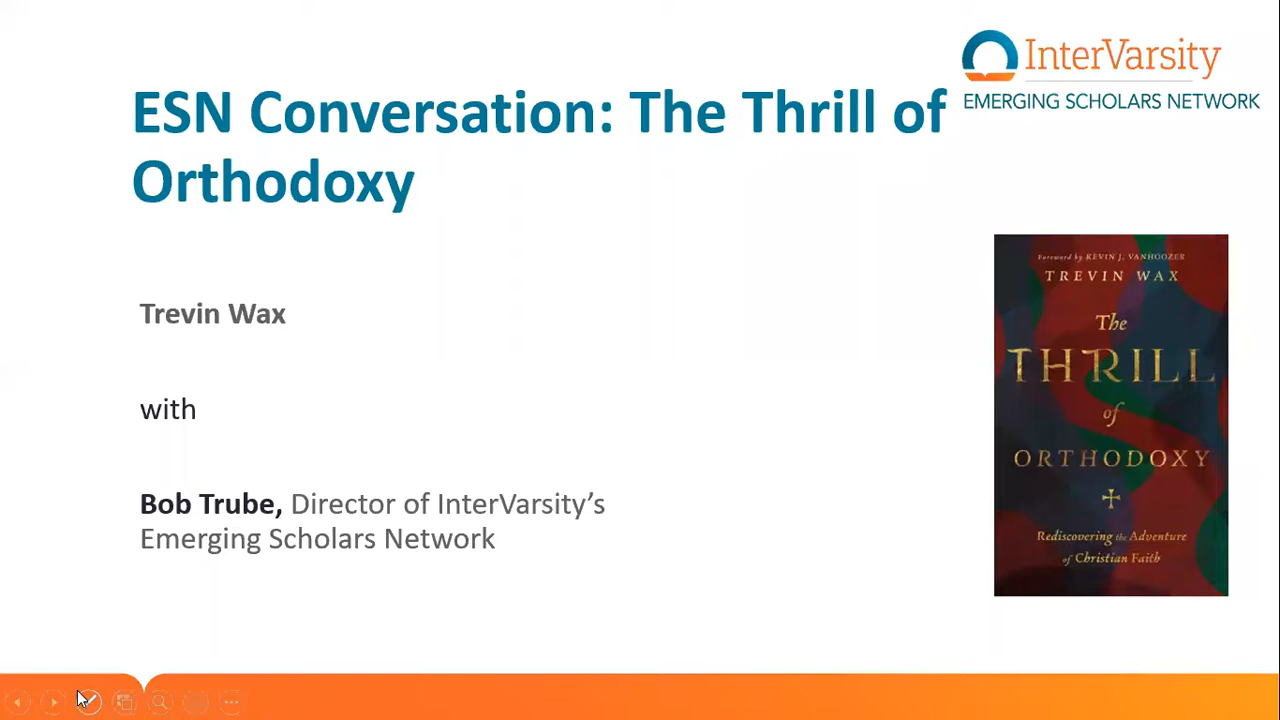 InterVarsity
EMERGING SCHOLARS NETWORK
ESN Conversation: The Thrill of
Orthodoxy
Trevin Wax
with
Bob Trube, Director of InterVarsity’s
Emerging Scholars Network
Foreword by KEVIN J. VANHOOZER
TREVIN WAX
The
THRILL
of
ORTHODOXY
Rediscovering the Adventure
of Christian Faith